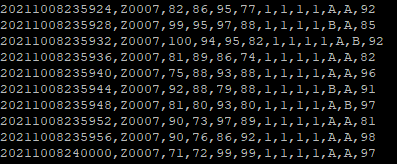 20211008235924,Z0007,82,86,95,77,1,1,1,1,A,A,92
20211008235928,Z0007,99,95,97,88,1,1,1,1,B,A,85
20211008235932,Z0007,100,94,95,82,1,1,1,1,A,B,92
20211008235936,Z0007,81,89,86,74,1,1,1,1,A,A,82
20211008235940,Z0007,75,88,93,88,1,1,1,1,A,A,96
20211008235944,Z0007,92,88,79,88,1,1,1,1,B,A,91
20211008235948,Z0007,81,80,93,80,1,1,1,1,A,B,97
20211008235952,Z0007,90,73,97,89,1,1,1,1,A,A,81
20211008235956,Z0007,90,76,86,92,1,1,1,1,A,A,98
20211008240000,Z0007,71,72,99,99,1,1,1,1,A,A,97